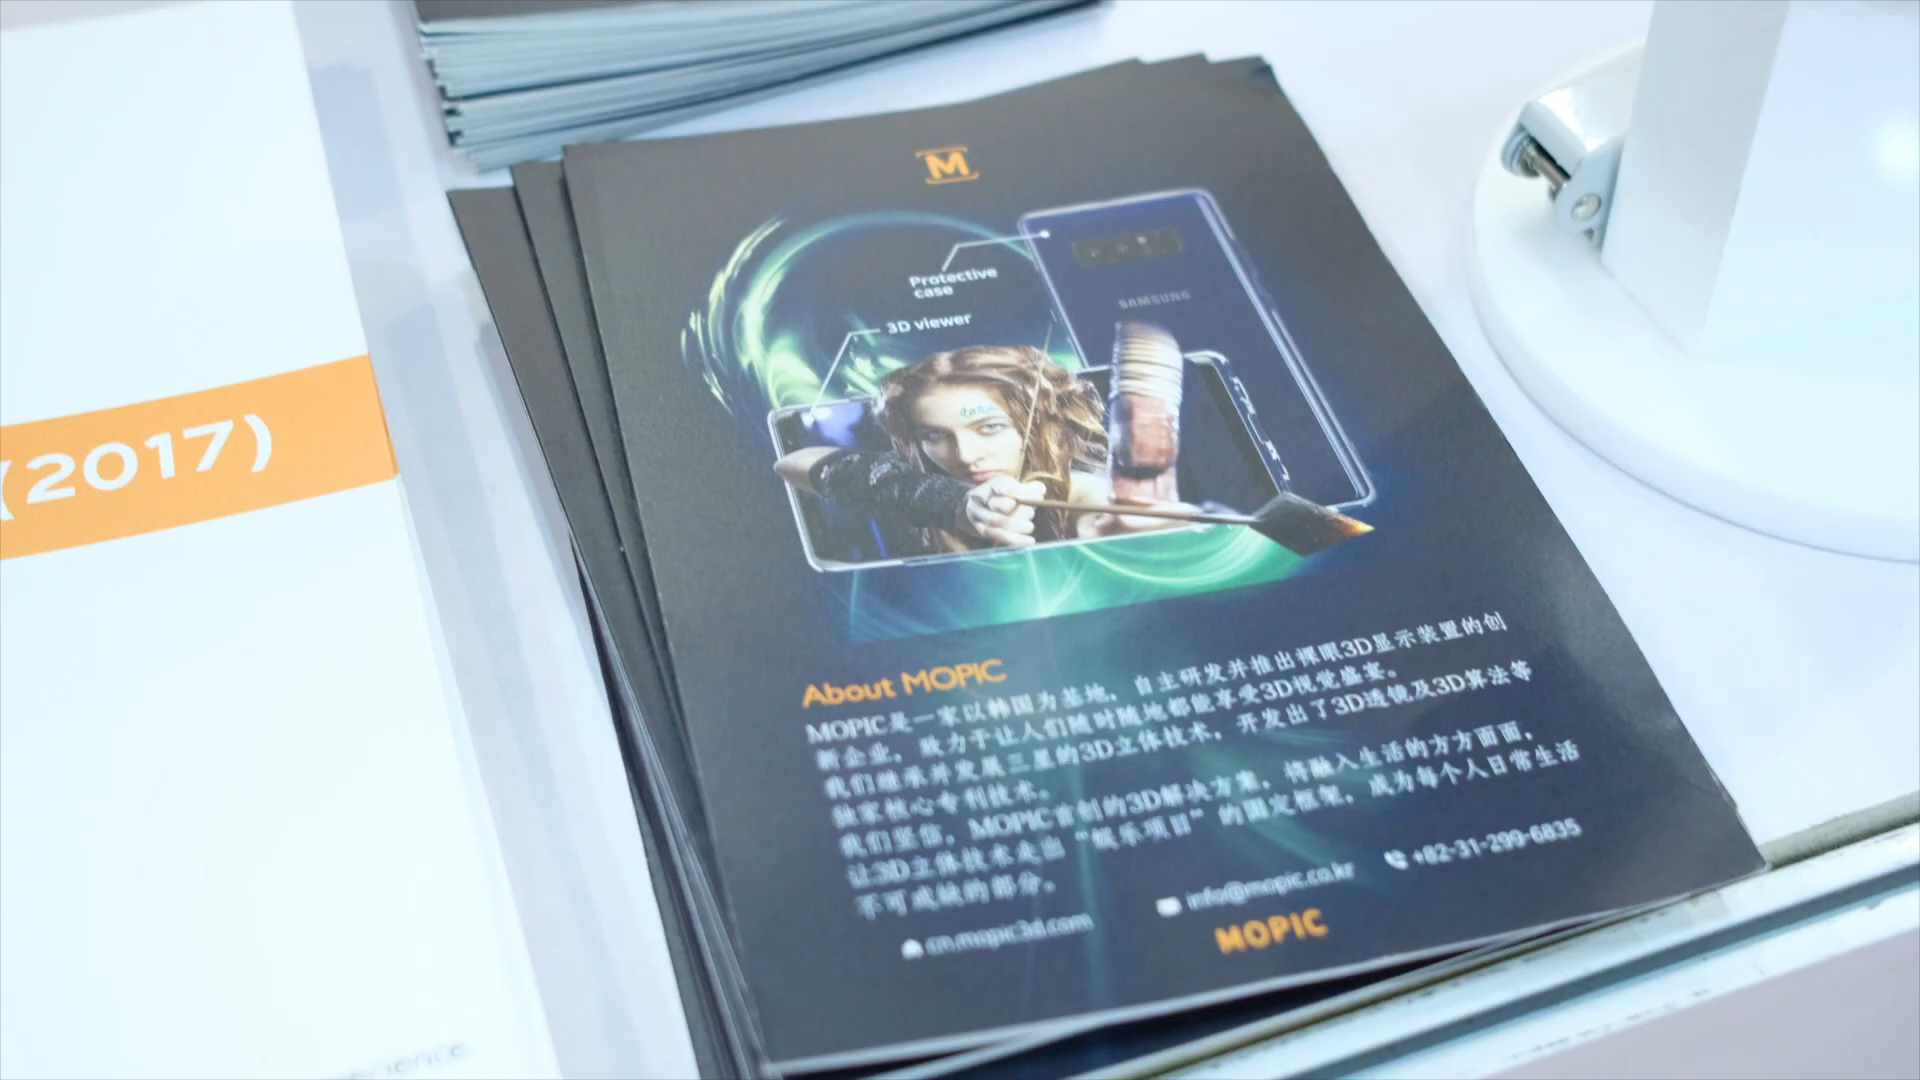 (2017)
M
Protective
case
3D viewer
SAMSUNG
About MOPIC
MOPIC是一家以韩国为基地，自主研发并推出裸眼3D显示装置的创
新企业，致力于让人们随时随地都能享受3D视觉盛宴。
我们继承并发展三星的3D立体技术，开发出了3D透镜及3D算法等
独家核心专利技术。
我们坚信，MOPIC首创的3D解决方案，将融入生活的方方面面，
让3D立体技术走出“娱乐项目”的固定框架，成为每个人日常生活
不可或缺的部分。
cn.mopic3d.com
info@mopic.co.kr
+82-31-299-6835
MOPIC